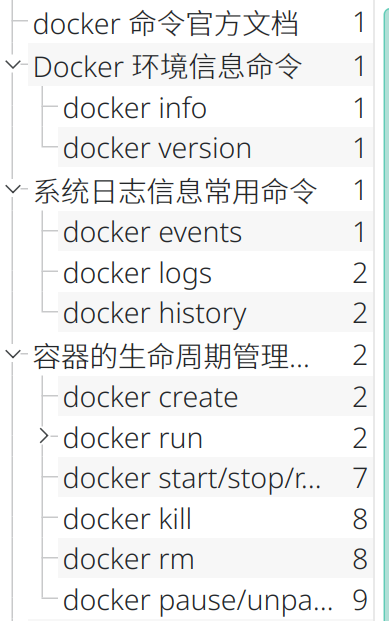 docker 命令官方文档 1
Docker 环境信息命令 1
docker info 1
docker version 1
系统日志信息常用命令 1
docker events 1
docker logs 2
docker history 2
容器的生命周期管理... 2
docker create 2
docker run 2
docker start/stop/r... 7
docker kill 8
docker rm 8
docker pause/unpa... 9